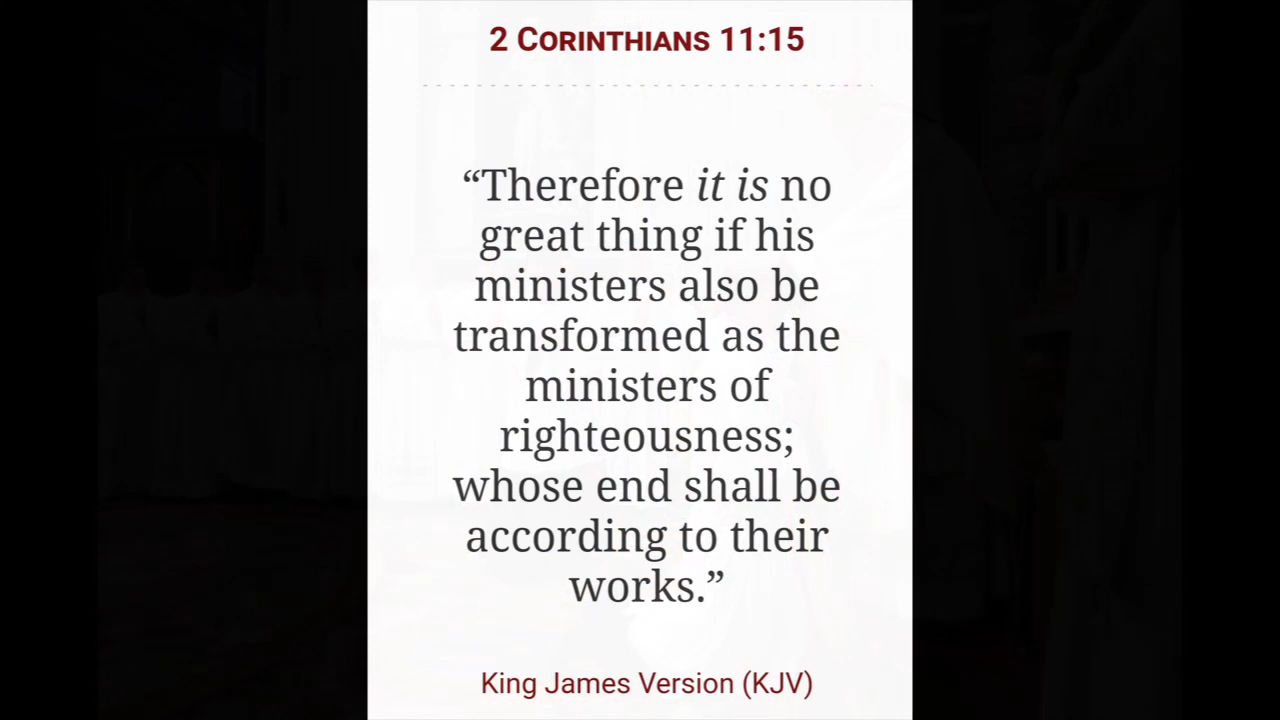 2 Corinthians 11:15
“Therefore it is no
great thing if his
ministers also be
transformed as the
ministers of
righteousness;
whose end shall be
according to their
works.”
King James Version (KJV)